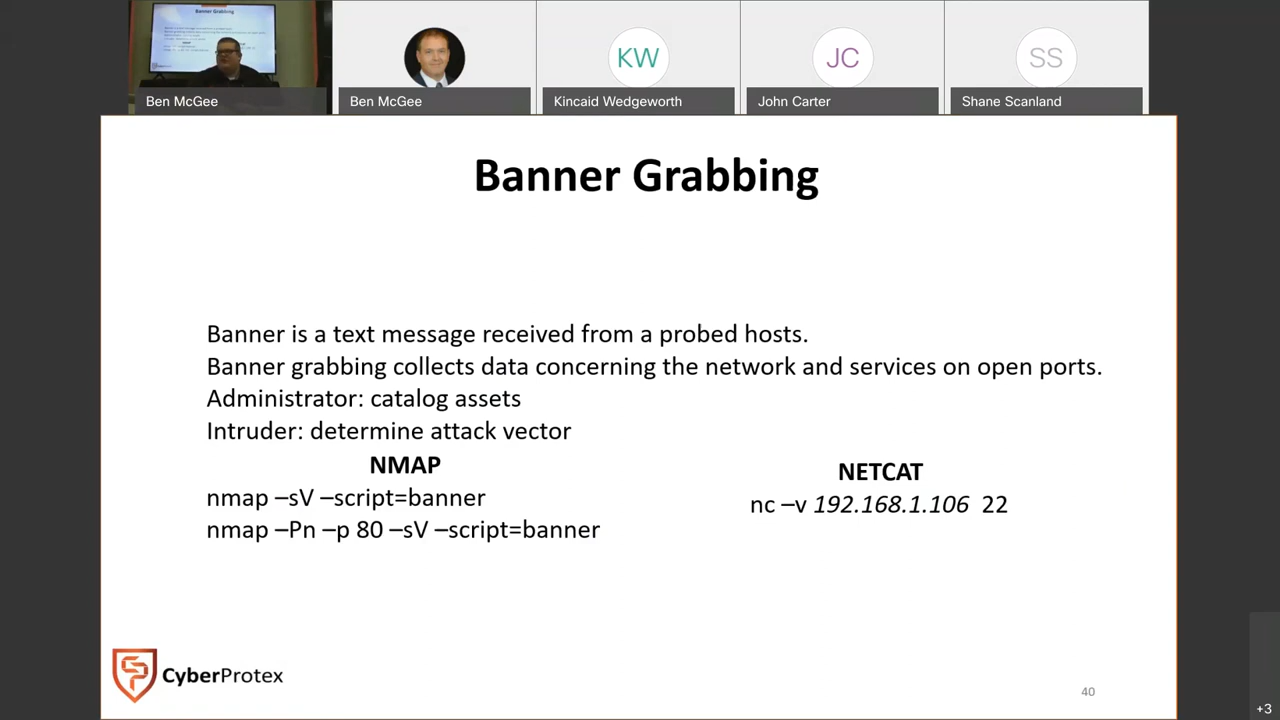 Banner Grabbing
Ben McGee
Ben McGee
KW
Kincaid Wedgeworth
JC
John Carter
SS
Shane Scanland
Banner Grabbing
Banner is a text message received from a probed hosts.
Banner grabbing collects data concerning the network and services on open ports.
Administrator: catalog assets
Intruder: determine attack vector
NMAP
nmap –sV –script=banner
nmap –Pn –p 80 –sV –script=banner
NETCAT
nc –v 192.168.1.106 22
CyberProtex
40
+3